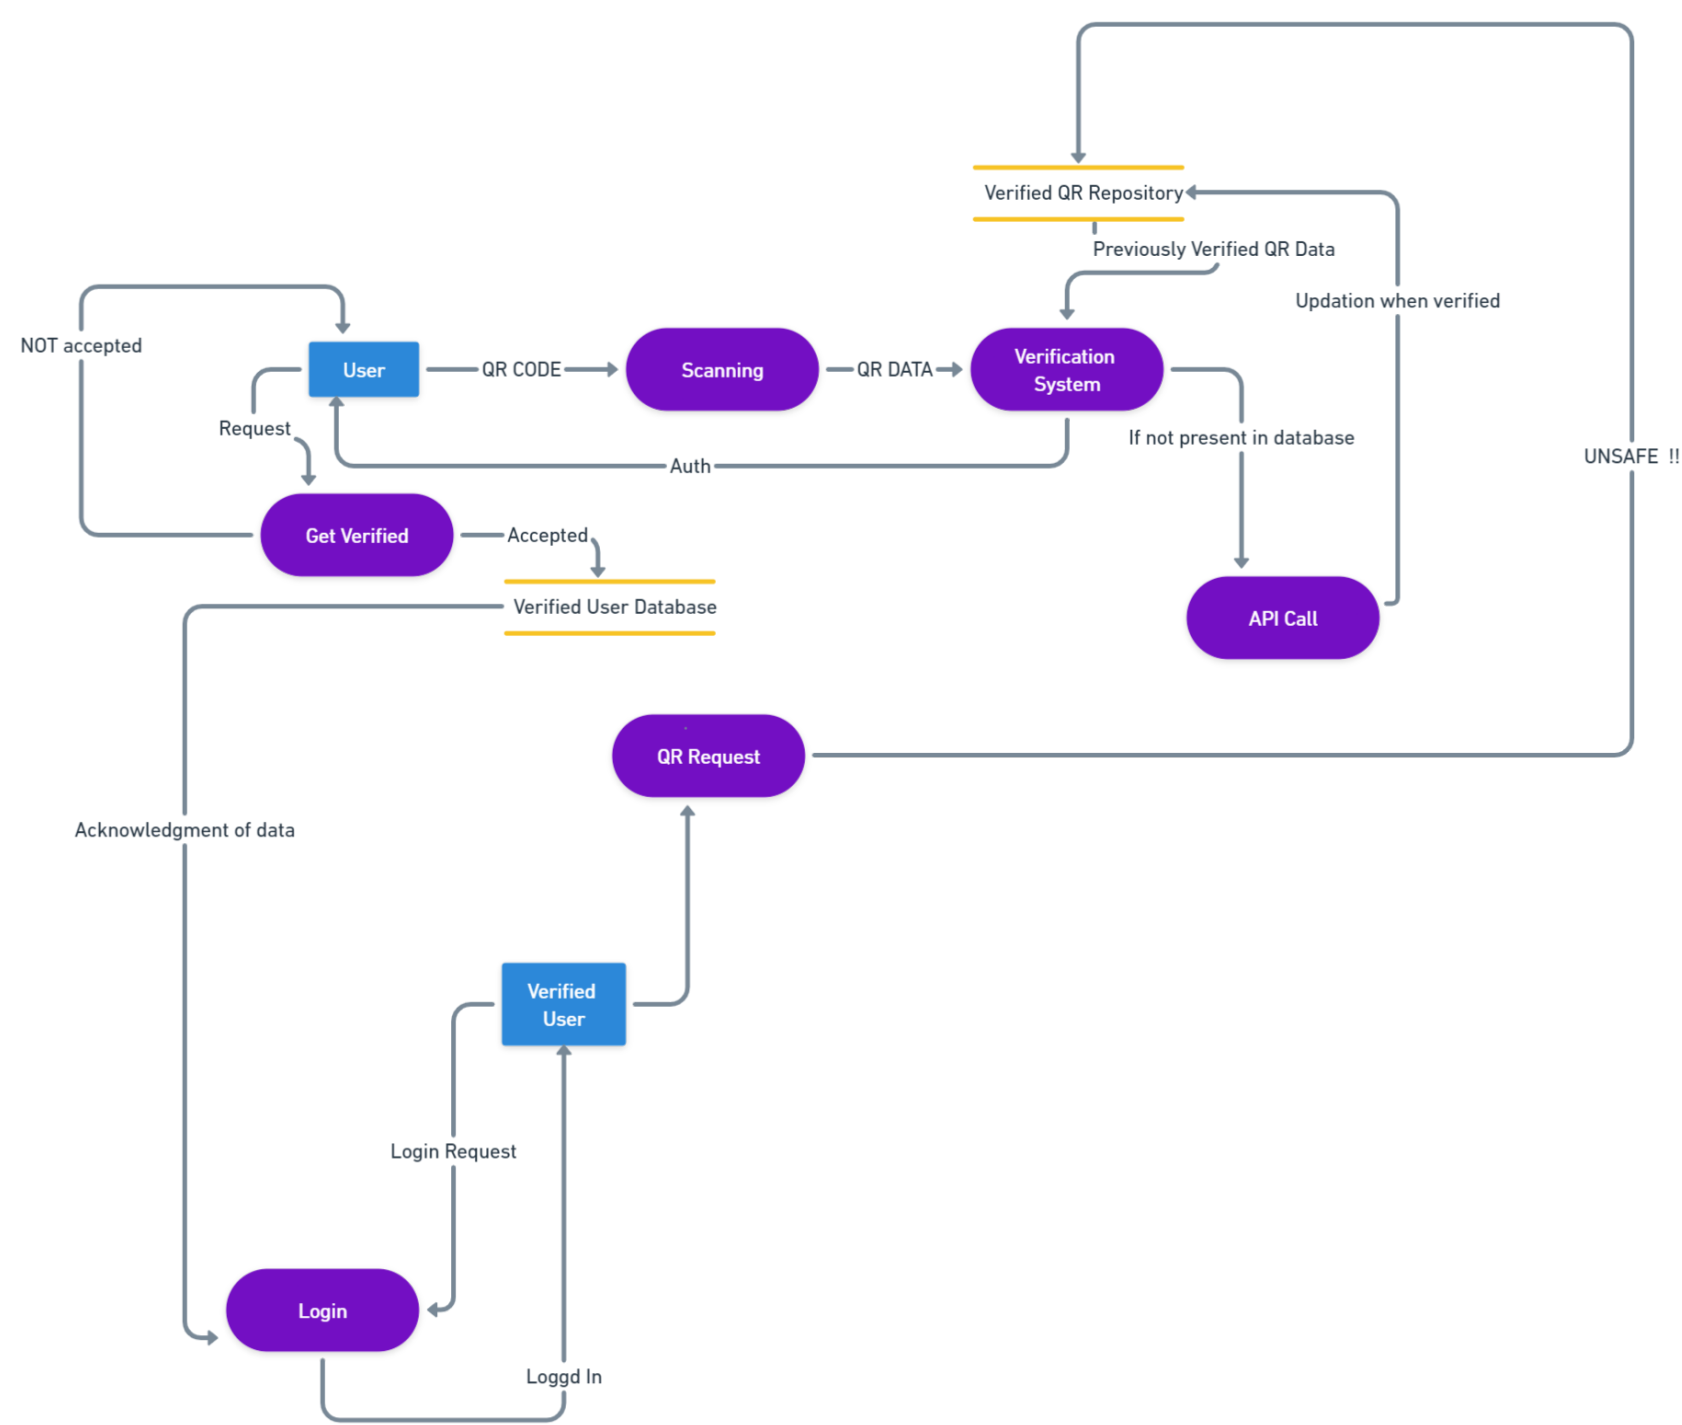 Verified QR Repository
Previously Verified QR Data
Updation when verified
NOT accepted
User
QR CODE
Scanning
QR DATA
Verification
System
Request
If not present in database
UNSAFE !!
Auth
Get Verified
Accepted
Verified User Database
API Call
QR Request
Acknowledgment of data
Verified
User
Login Request
Login
Loggd In